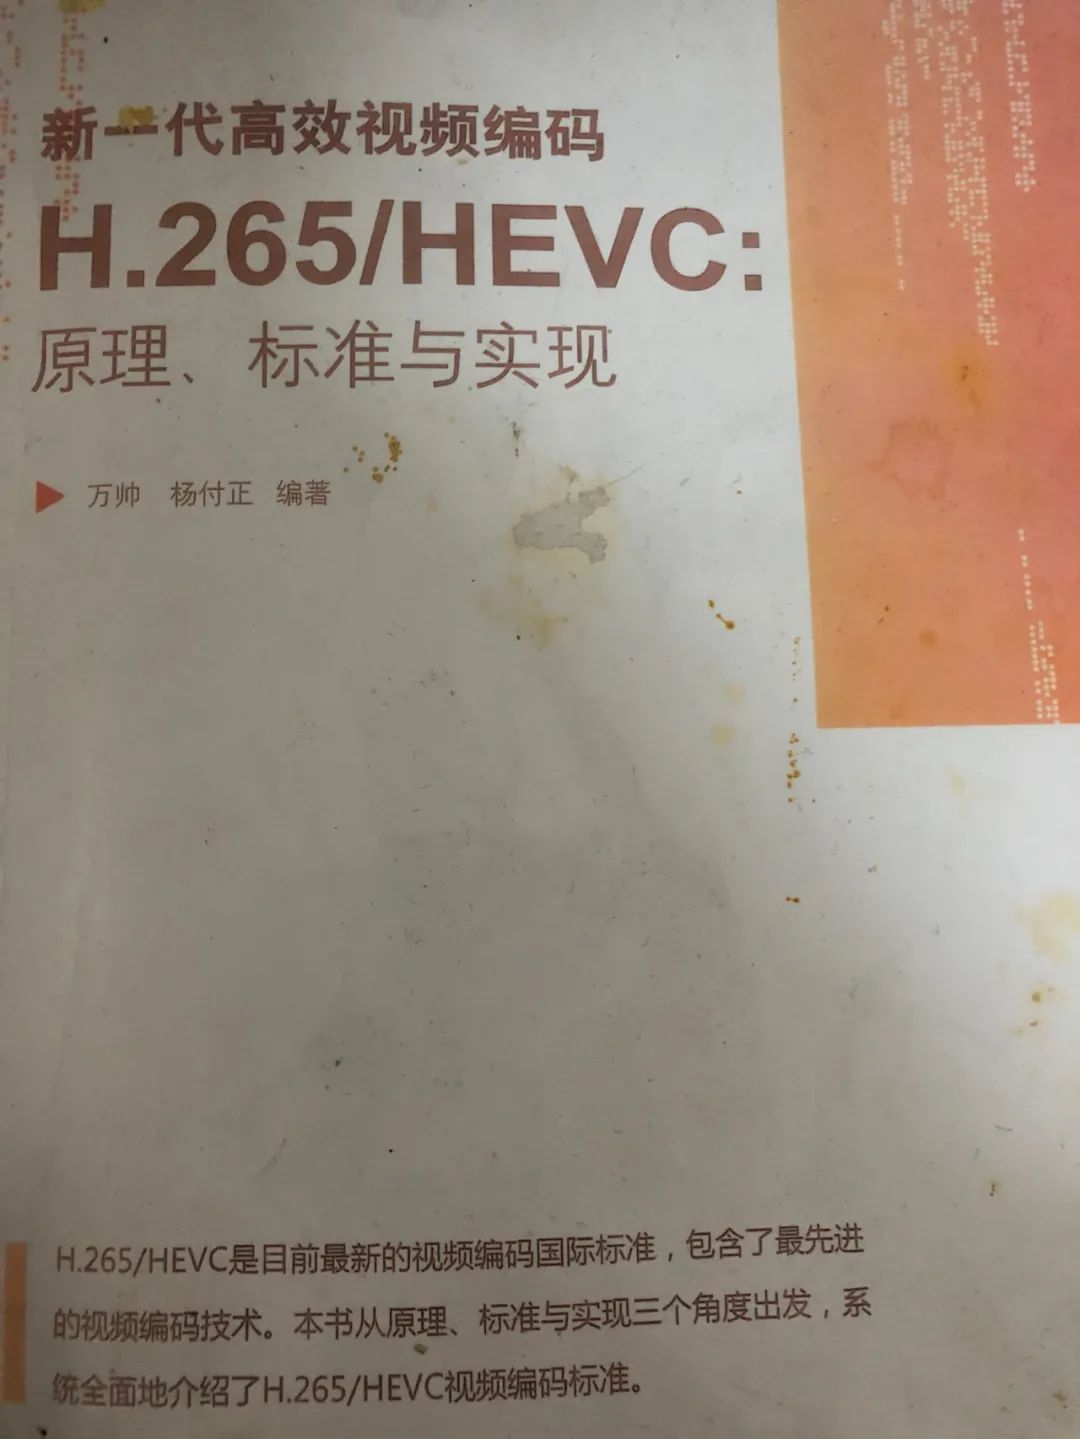 新一代高效视频编码
H.265/HEVC:
原理、标准与实现
万帅 杨付正 编著
H.265/HEVC是目前最新的视频编码国际标准，包含了最先进
的视频编码技术。本书从原理、标准与实现三个角度出发，系
统全面地介绍了H.265/HEVC视频编码标准。